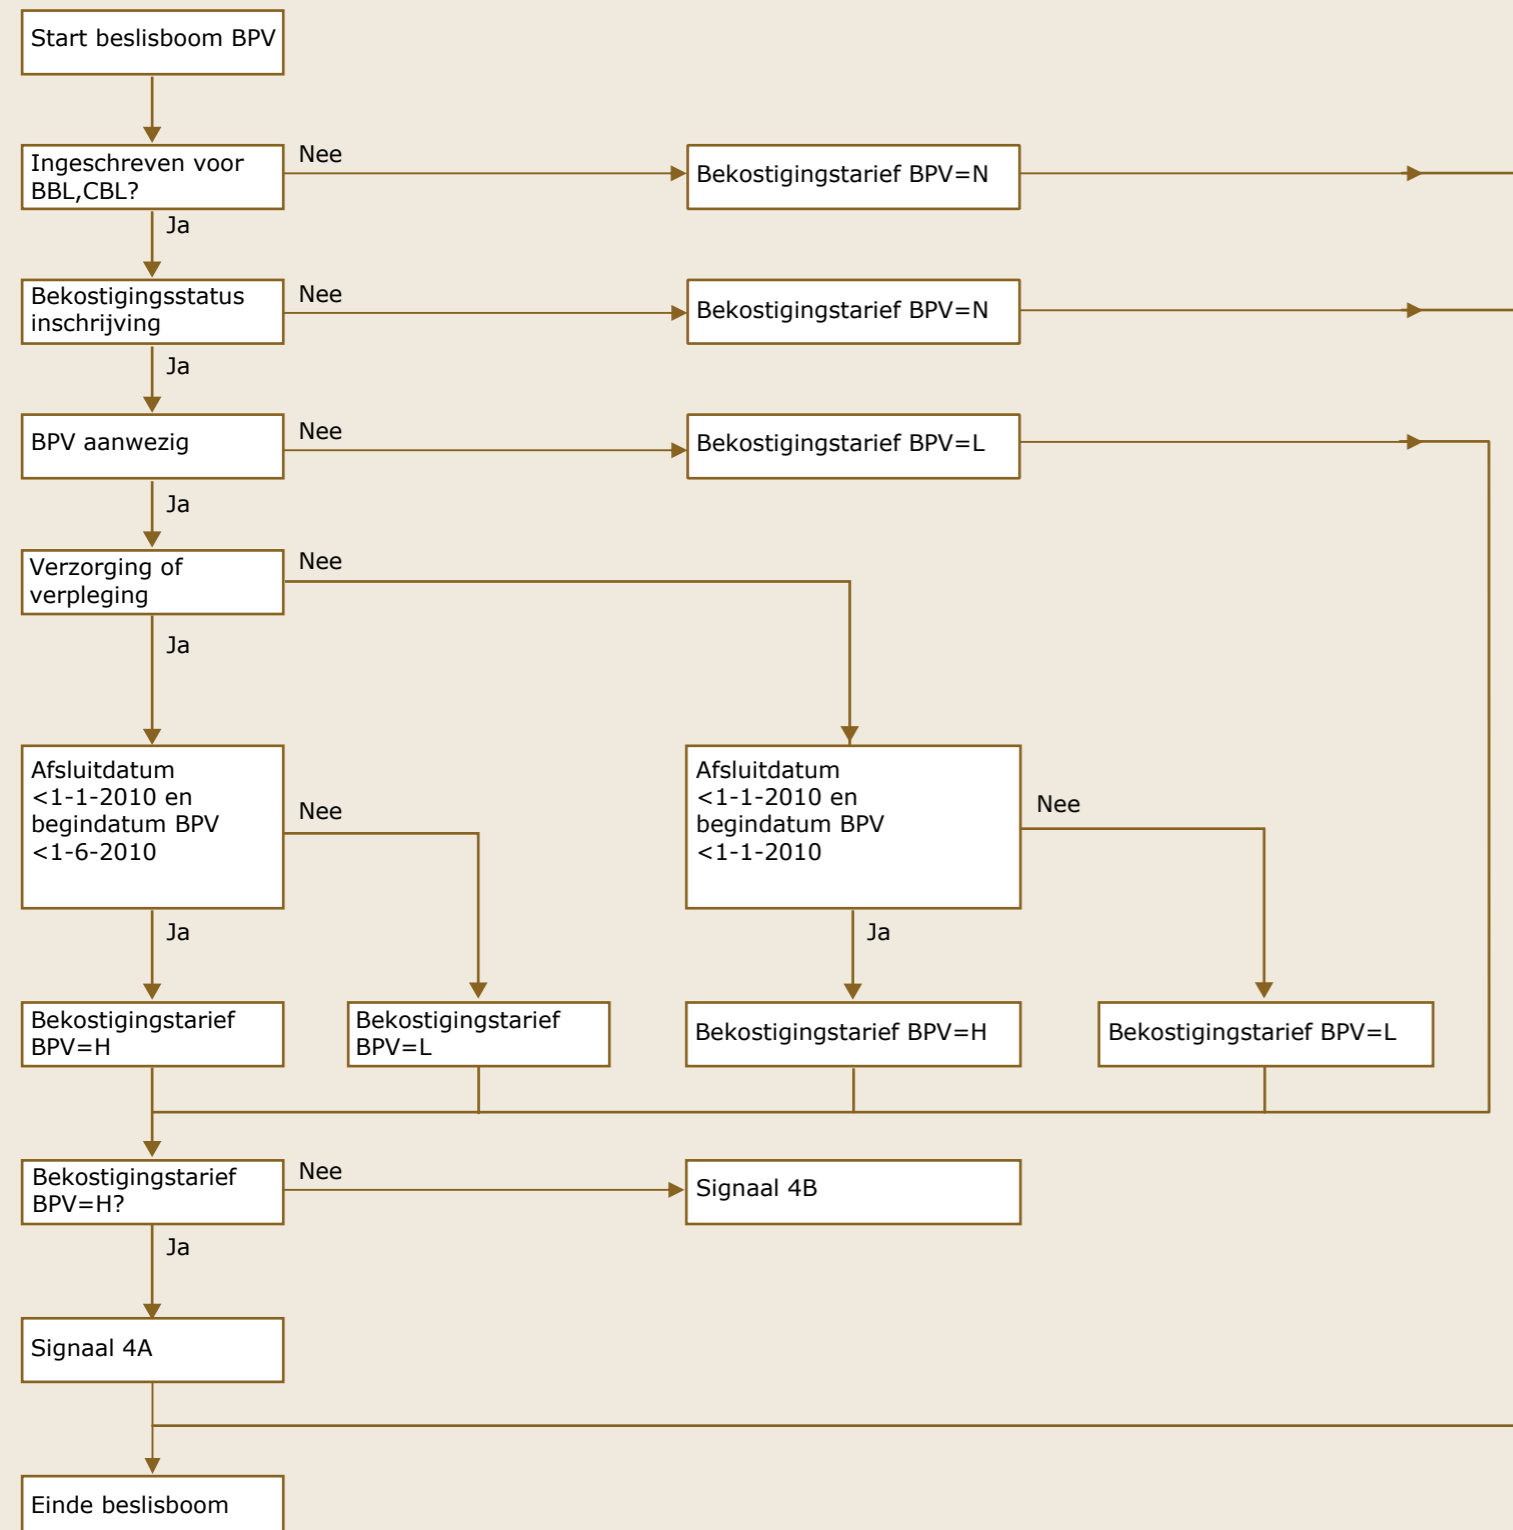 Start beslisboom BPV
Ingeschreven voor
BBL,CBL?
Nee
Bekostigingstarief BPV=N
Ja
Bekostigingsstatus
inschrijving
Nee
Bekostigingstarief BPV=N
Ja
BPV aanwezig
Nee
Bekostigingstarief BPV=L
Ja
Verzorging of
verpleging
Nee
Ja
Afsluitdatum
<1-1-2010 en
begindatum BPV
<1-6-2010
Nee
Afsluitdatum
<1-1-2010 en
begindatum BPV
<1-1-2010
Nee
Ja
Ja
Bekostigingstarief
BPV=H
Bekostigingstarief
BPV=L
Bekostigingstarief BPV=H
Bekostigingstarief BPV=L
Bekostigingstarief
BPV=H?
Nee
Signaal 4B
Ja
Signaal 4A
Einde beslisboom